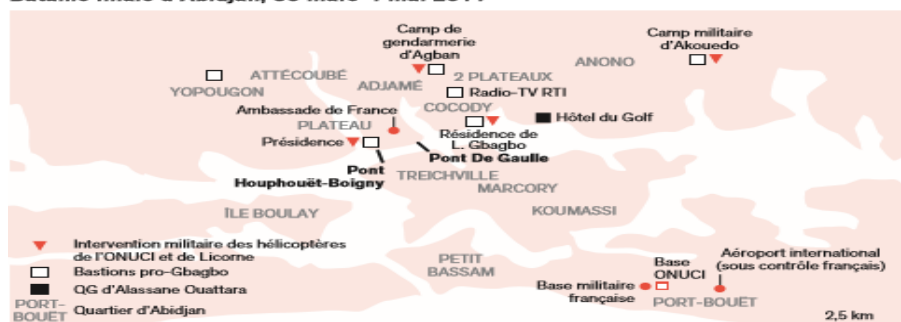 Camp de
gendarmerie
d'Agban
Camp militaire
d'Akouedo
ANONO
ATTÉCOUBÉ
2 PLATEAUX
ADJAMÉ
YOPOUGON
Radio-TV RTI
COCODY
Ambassade de France
Hôtel du Golf
PLATEAU
Résidence de
L. Gbagbo
Présidence
Pont De Gaulle
Pont
Houphouët-Boigny
TREICHVILLE
MARCORY
KOUMASSI
ÎLE BOULAY
Intervention militaire des hélicoptères
de l'ONUCI et de Licorne
Bastions pro-Gbagbo
QG d'Alassane Ouattara
PORT-
BOUËT
Quartier d'Abidjan
PETIT
BASSAM
Base
ONUCI
Aéroport international
(sous contrôle français)
Base militaire
française
PORT-BOUËT
2,5 km